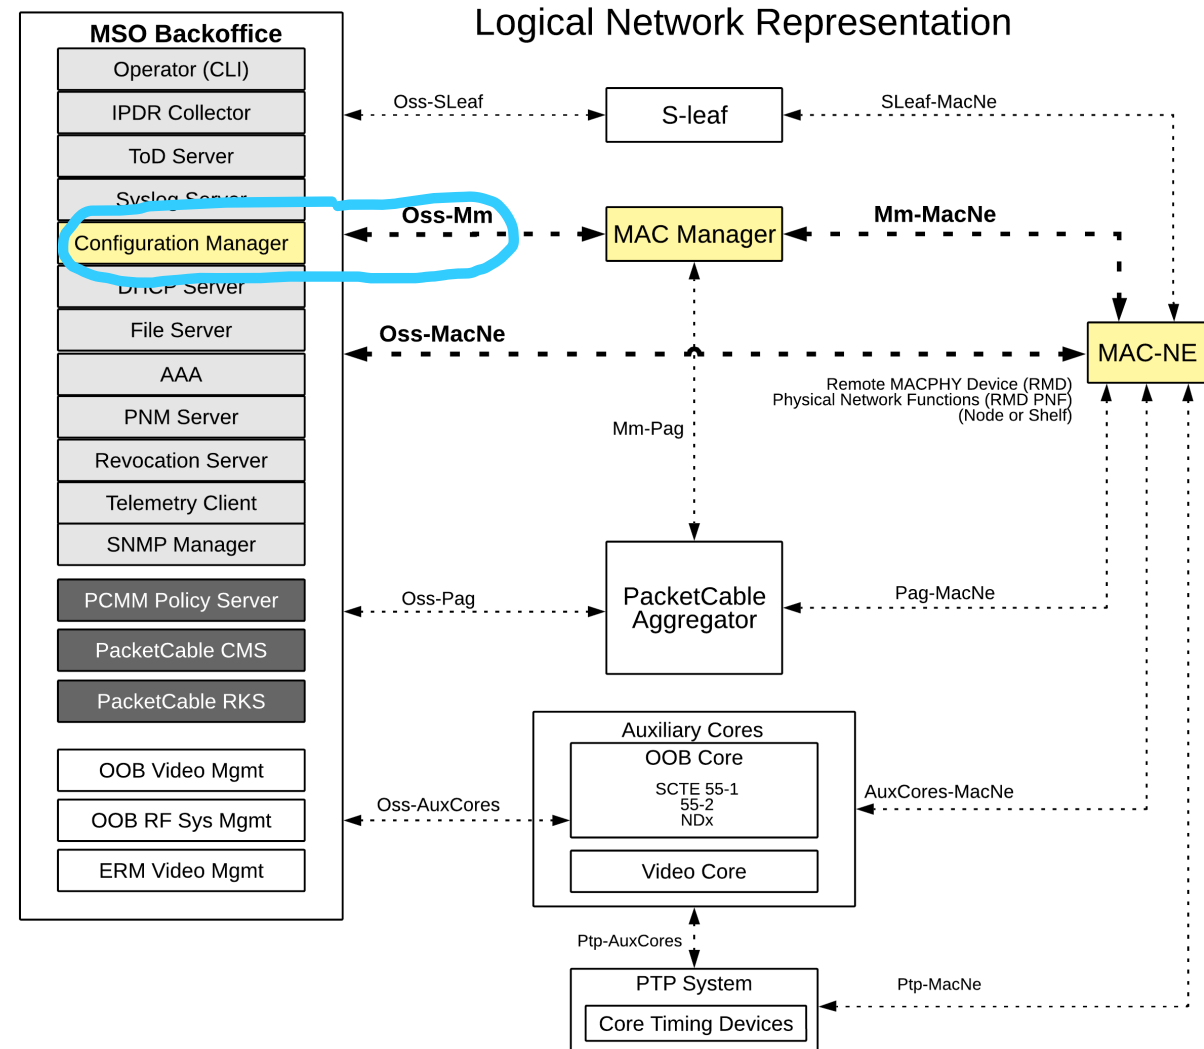 Logical Network Representation
MSO Backoffice
Operator (CLI)
IPDR Collector
ToD Server
Syslog Server
Configuration Manager
DHCP Server
File Server
AAA
PNM Server
Revocation Server
Telemetry Client
SNMP Manager
PCMM Policy Server
PacketCable CMS
PacketCable RKS
OOB Video Mgmt
OOB RF Sys Mgmt
ERM Video Mgmt
Oss-SLeaf
S-leaf
SLeaf-MacNe
Oss-Mm
MAC Manager
Mm-MacNe
Oss-MacNe
MAC-NE
Remote MACPHY Device (RMD)
Physical Network Functions (RMD PNF)
(Node or Shelf)
Mm-Pag
Oss-Pag
PacketCable
Aggregator
Pag-MacNe
Auxiliary Cores
OOB Core
SCTE 55-1
55-2
NDx
Video Core
Oss-AuxCores
AuxCores-MacNe
Ptp-AuxCores
PTP System
Core Timing Devices
Ptp-MacNe